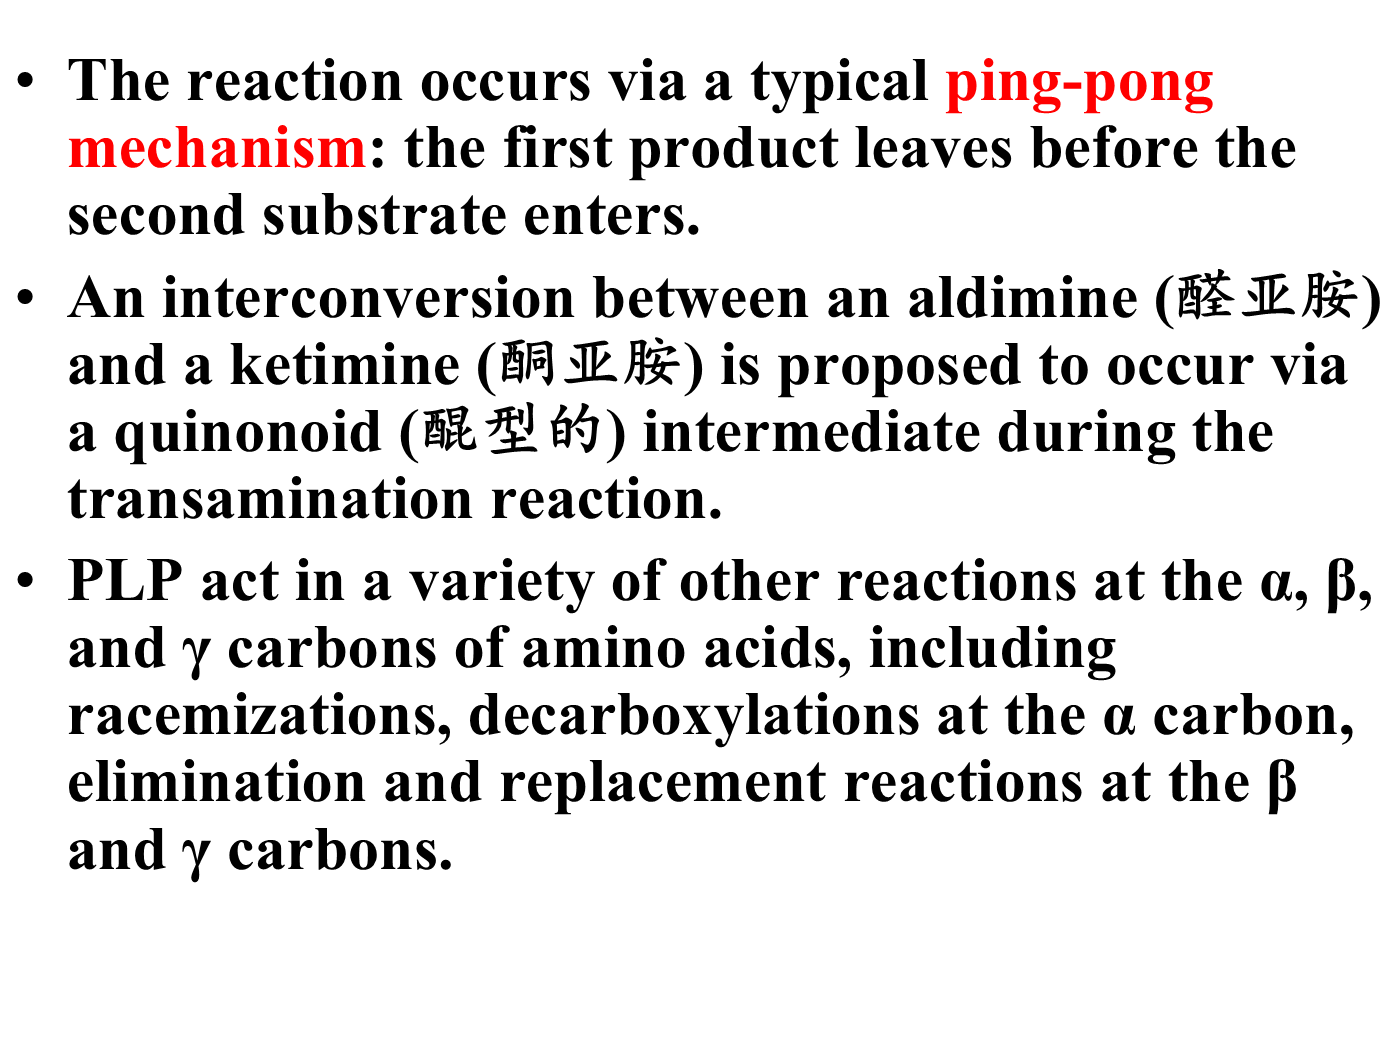 • The reaction occurs via a typical ping-pong
mechanism: the first product leaves before the
second substrate enters.
• An interconversion between an aldimine (醛亚胺)
and a ketimine (酮亚胺) is proposed to occur via
a quinonoid (醌型的) intermediate during the
transamination reaction.
• PLP act in a variety of other reactions at the α, β,
and γ carbons of amino acids, including
racemizations, decarboxylations at the α carbon,
elimination and replacement reactions at the β
and γ carbons.